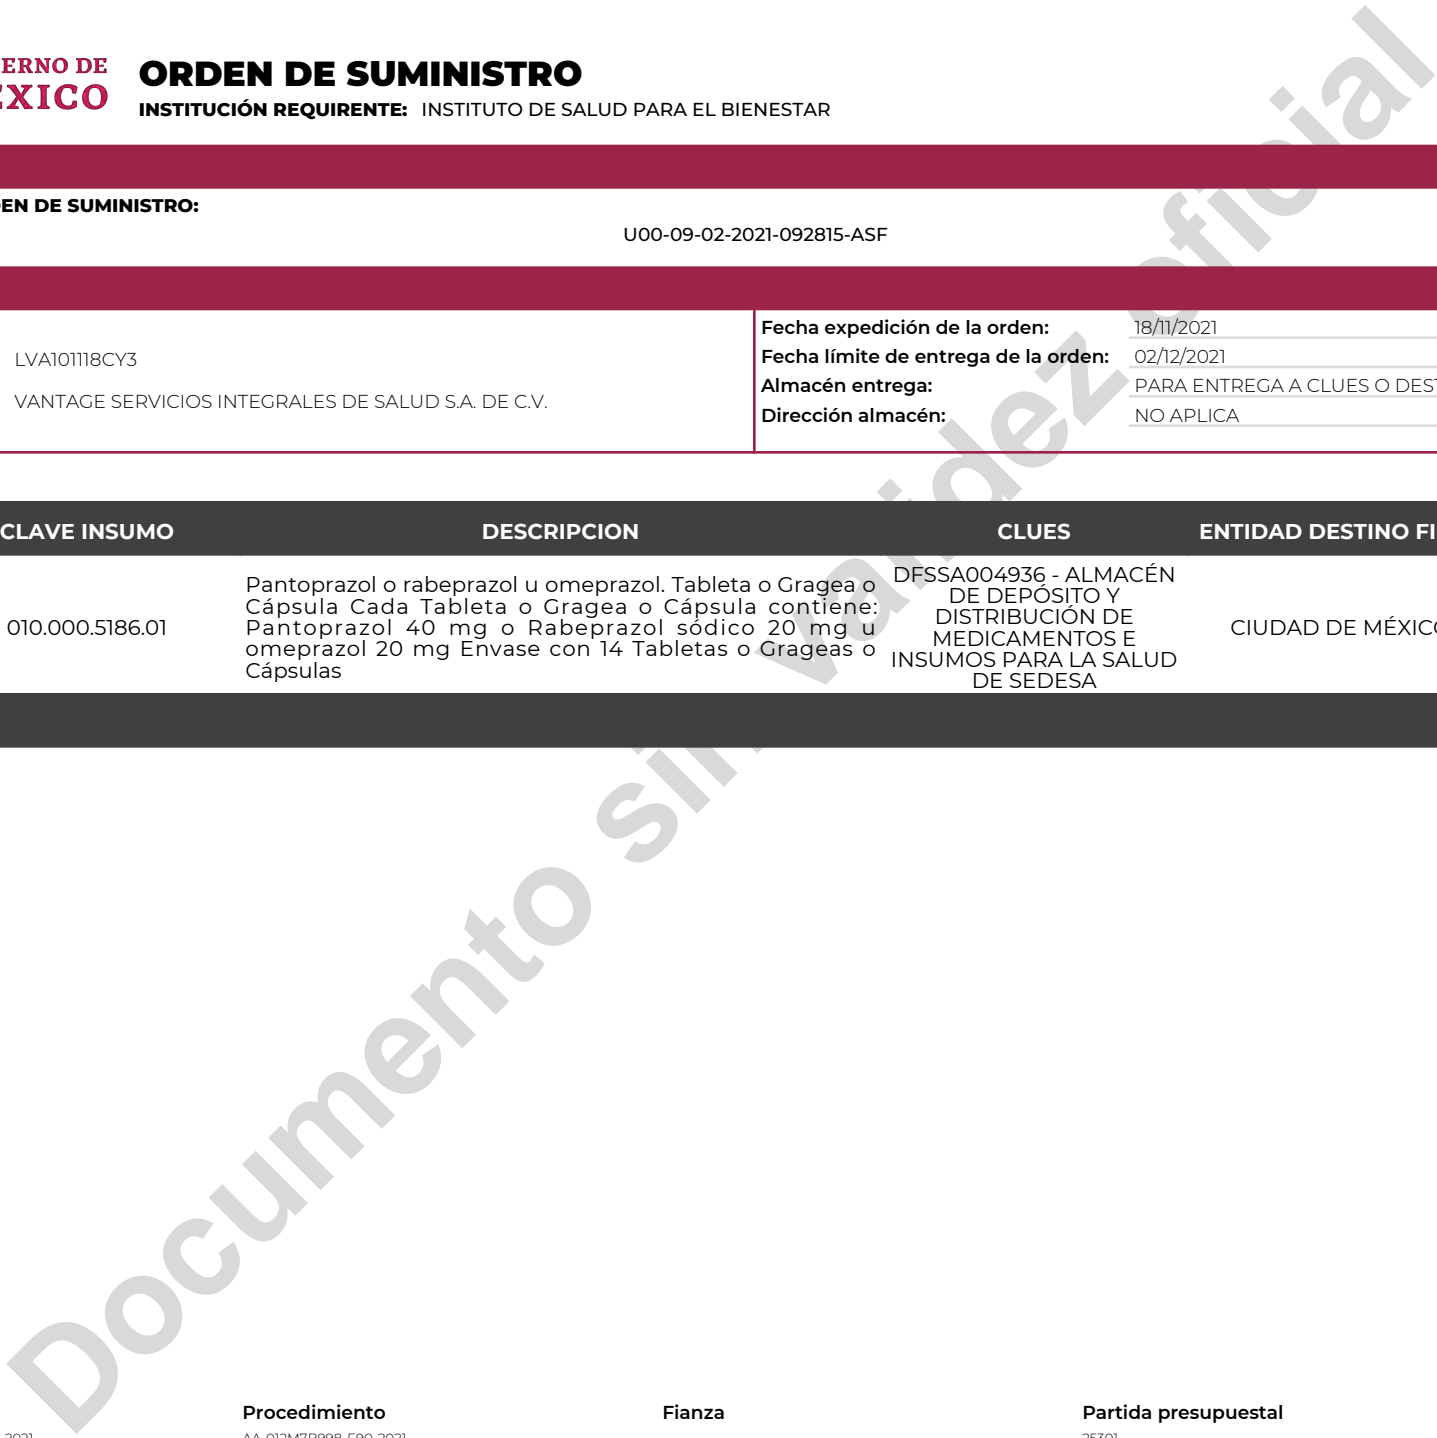 ERNO DE
ÉXICO
ORDEN DE SUMINISTRO
INSTITUCIÓN REQUIRENTE: INSTITUTO DE SALUD PARA EL BIENESTAR
EN DE SUMINISTRO:
U00-09-02-2021-092815-ASF
LVA101118CY3
VANTAGE SERVICIOS INTEGRALES DE SALUD S.A. DE C.V.
Fecha expedición de la orden: 18/11/2021
Fecha límite de entrega de la orden: 02/12/2021
Almacén entrega: PARA ENTREGA A CLUES O DEST
Dirección almacén: NO APLICA
CLAVE INSUMO DESCRIPCION CLUES ENTIDAD DESTINO FI
010.000.5186.01
Pantoprazol o rabeprazol u omeprazol. Tableta o Gragea o
Cápsula Cada Tableta o Gragea o Cápsula contiene:
Pantoprazol 40 mg o Rabeprazol sódico 20 mg u
omeprazol 20 mg Envase con 14 Tabletas o Grageas o
Cápsulas
DFSSA004936 - ALMACÉN
DE DEPÓSITO Y
DISTRIBUCIÓN DE
MEDICAMENTOS E
INSUMOS PARA LA SALUD
DE SEDESA
CIUDAD DE MÉXICO
Documento sin validez oficial
Procedimiento Fianza Partida presupuestal